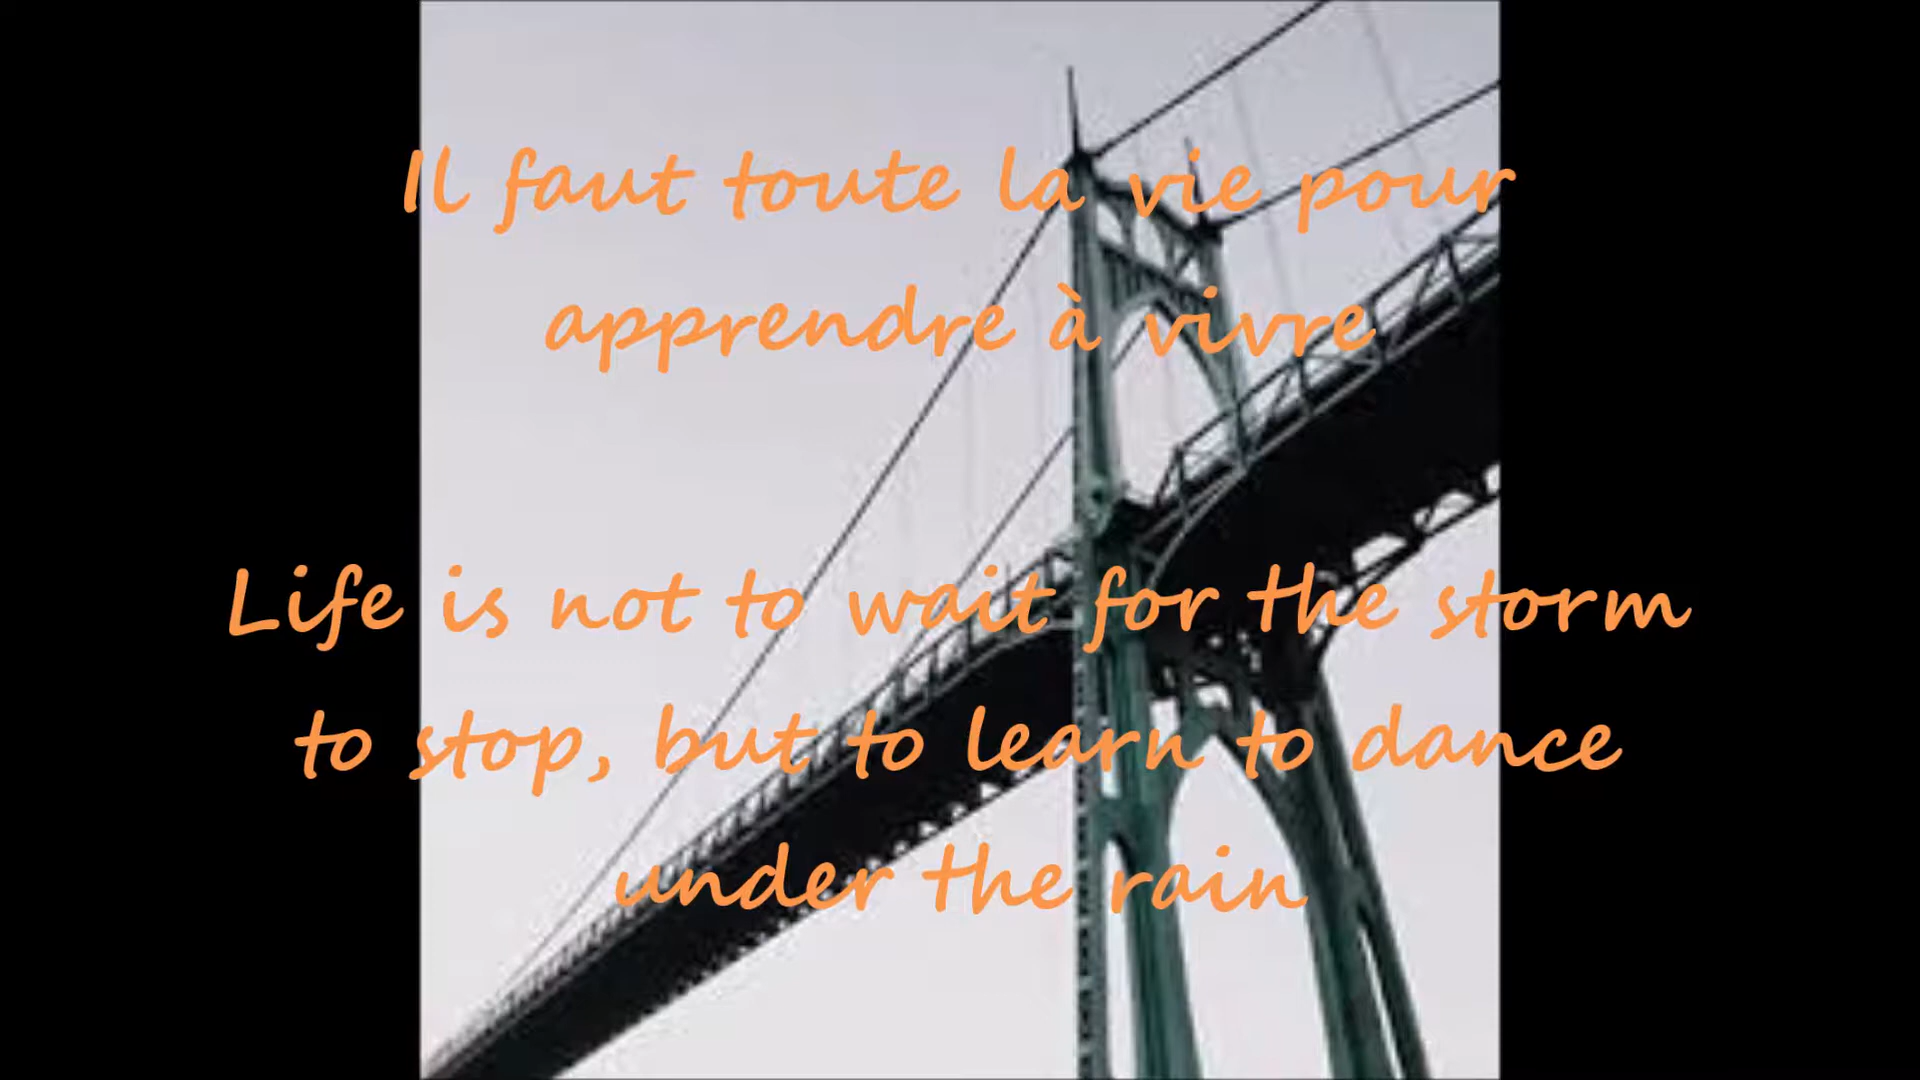 Il faut toute la vie pour
apprendre à vivre
Life is not to wait for the storm
to stop, but to learn to dance
under the rain